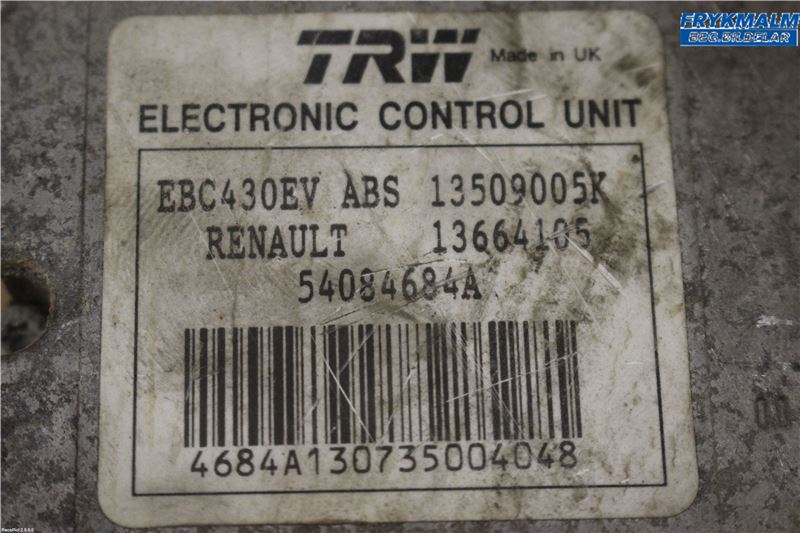 FRYKMALM
BEG.BILDELAR
TRW Made in UK
ELECTRONIC CONTROL UNIT
EBC430EV ABS 13509005K
RENAULT 13664105
54084684A
4684A130735004048